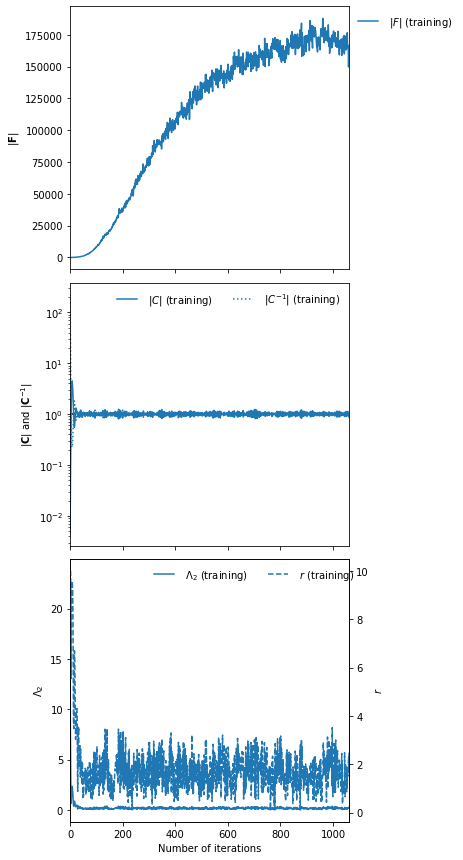 |F| (training)
175000
150000
125000
100000
75000
50000
25000
0
|F|
|C| (training) |C⁻¹| (training)
10²
10¹
10⁰
10⁻¹
10⁻²
|C| and |C⁻¹|
Λ₂ (training) r (training)
20
15
10
5
0
Λ₂
10
8
6
4
2
0
r
0 200 400 600 800 1000
Number of iterations